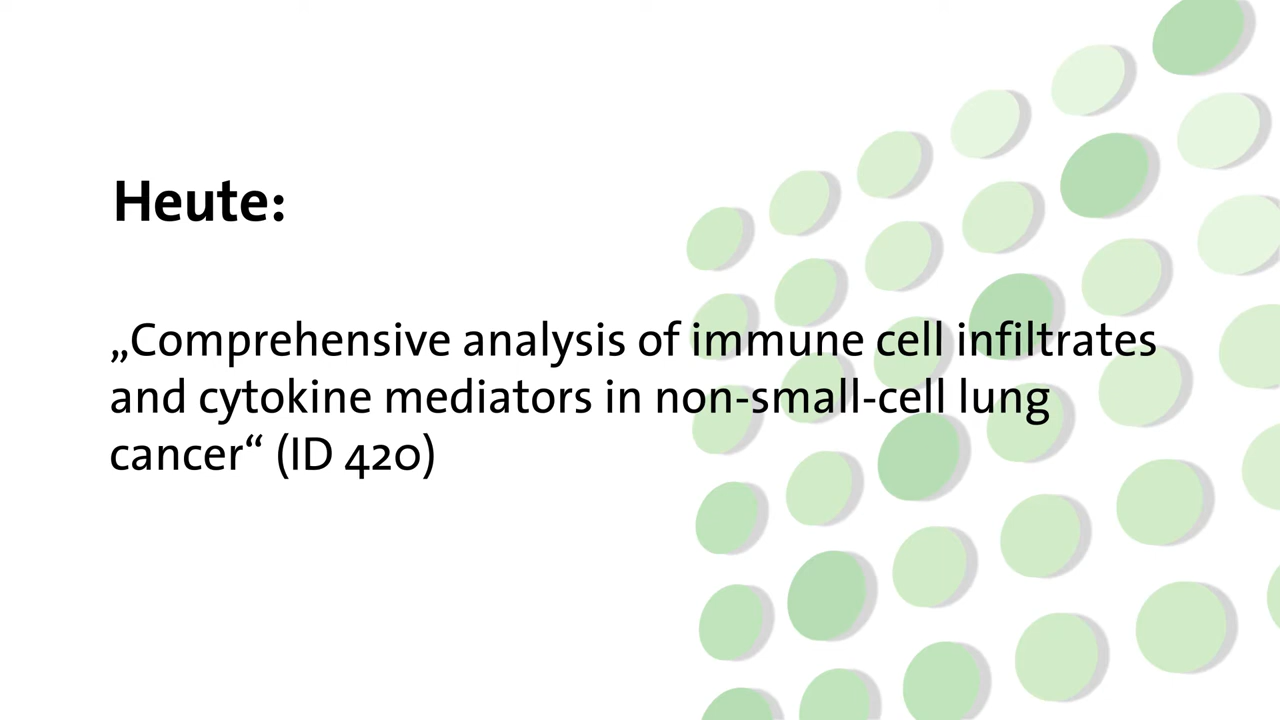 Heute:
„Comprehensive analysis of immune cell infiltrates
and cytokine mediators in non-small-cell lung
cancer“ (ID 420)